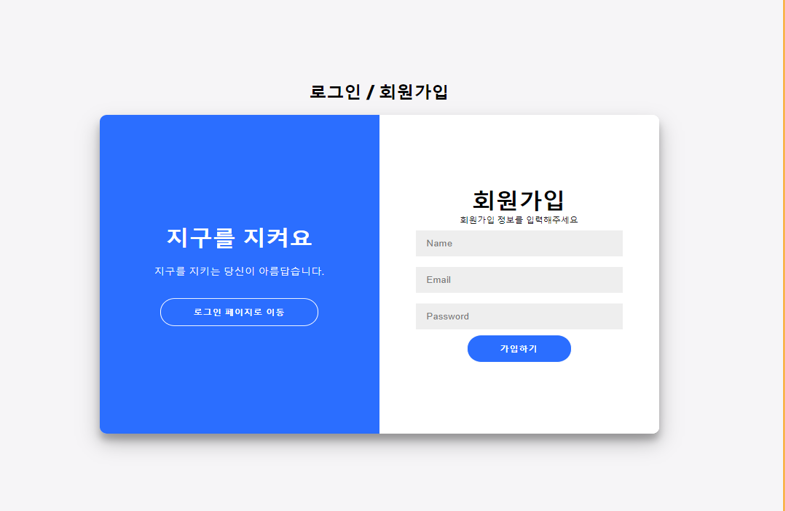 로그인 / 회원가입
지구를 지켜요
지구를 지키는 당신이 아름답습니다.
로그인 페이지로 이동
회원가입
회원가입 정보를 입력해주세요
Name
Email
Password
가입하기